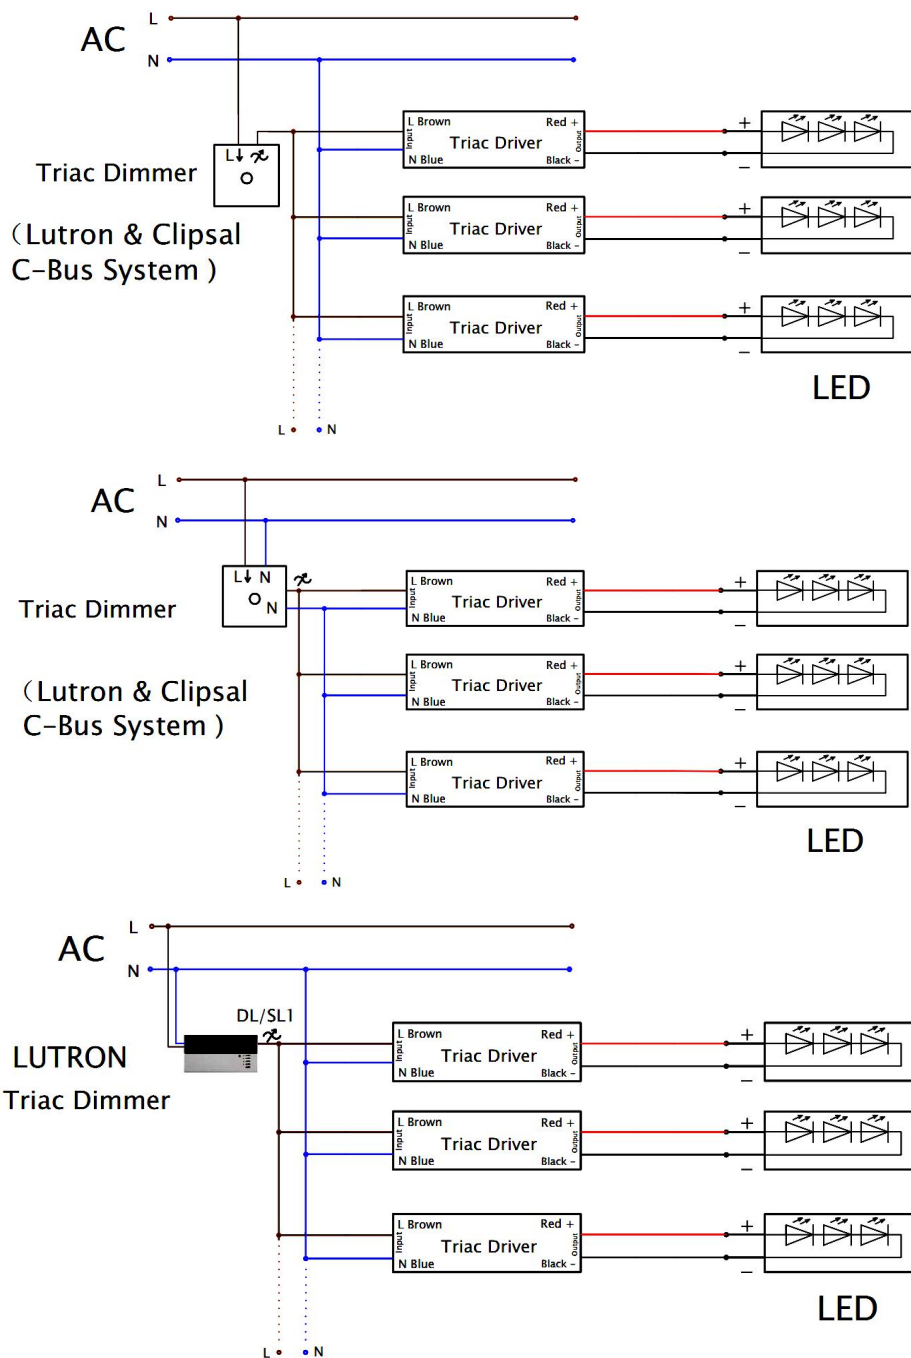 L
AC
N
L Brown
Red +
Input
Triac Driver
Output
N Blue
Black -
+
−
L
Triac Dimmer
(Lutron & Clipsal
C-Bus System )
L Brown
Red +
Input
Triac Driver
Output
N Blue
Black -
+
−
L Brown
Red +
Input
Triac Driver
Output
N Blue
Black -
+
−
LED
L
N
L
AC
N
L N
N
L Brown
Red +
Input
Triac Driver
Output
N Blue
Black -
+
−
Triac Dimmer
(Lutron & Clipsal
C-Bus System )
L Brown
Red +
Input
Triac Driver
Output
N Blue
Black -
+
−
L Brown
Red +
Input
Triac Driver
Output
N Blue
Black -
+
−
LED
L
N
L
AC
N
DL/SL1
LUTRON
Triac Dimmer
L Brown
Red +
Input
Triac Driver
Output
N Blue
Black -
+
−
L Brown
Red +
Input
Triac Driver
Output
N Blue
Black -
+
−
L Brown
Red +
Input
Triac Driver
Output
N Blue
Black -
+
−
LED
L
N